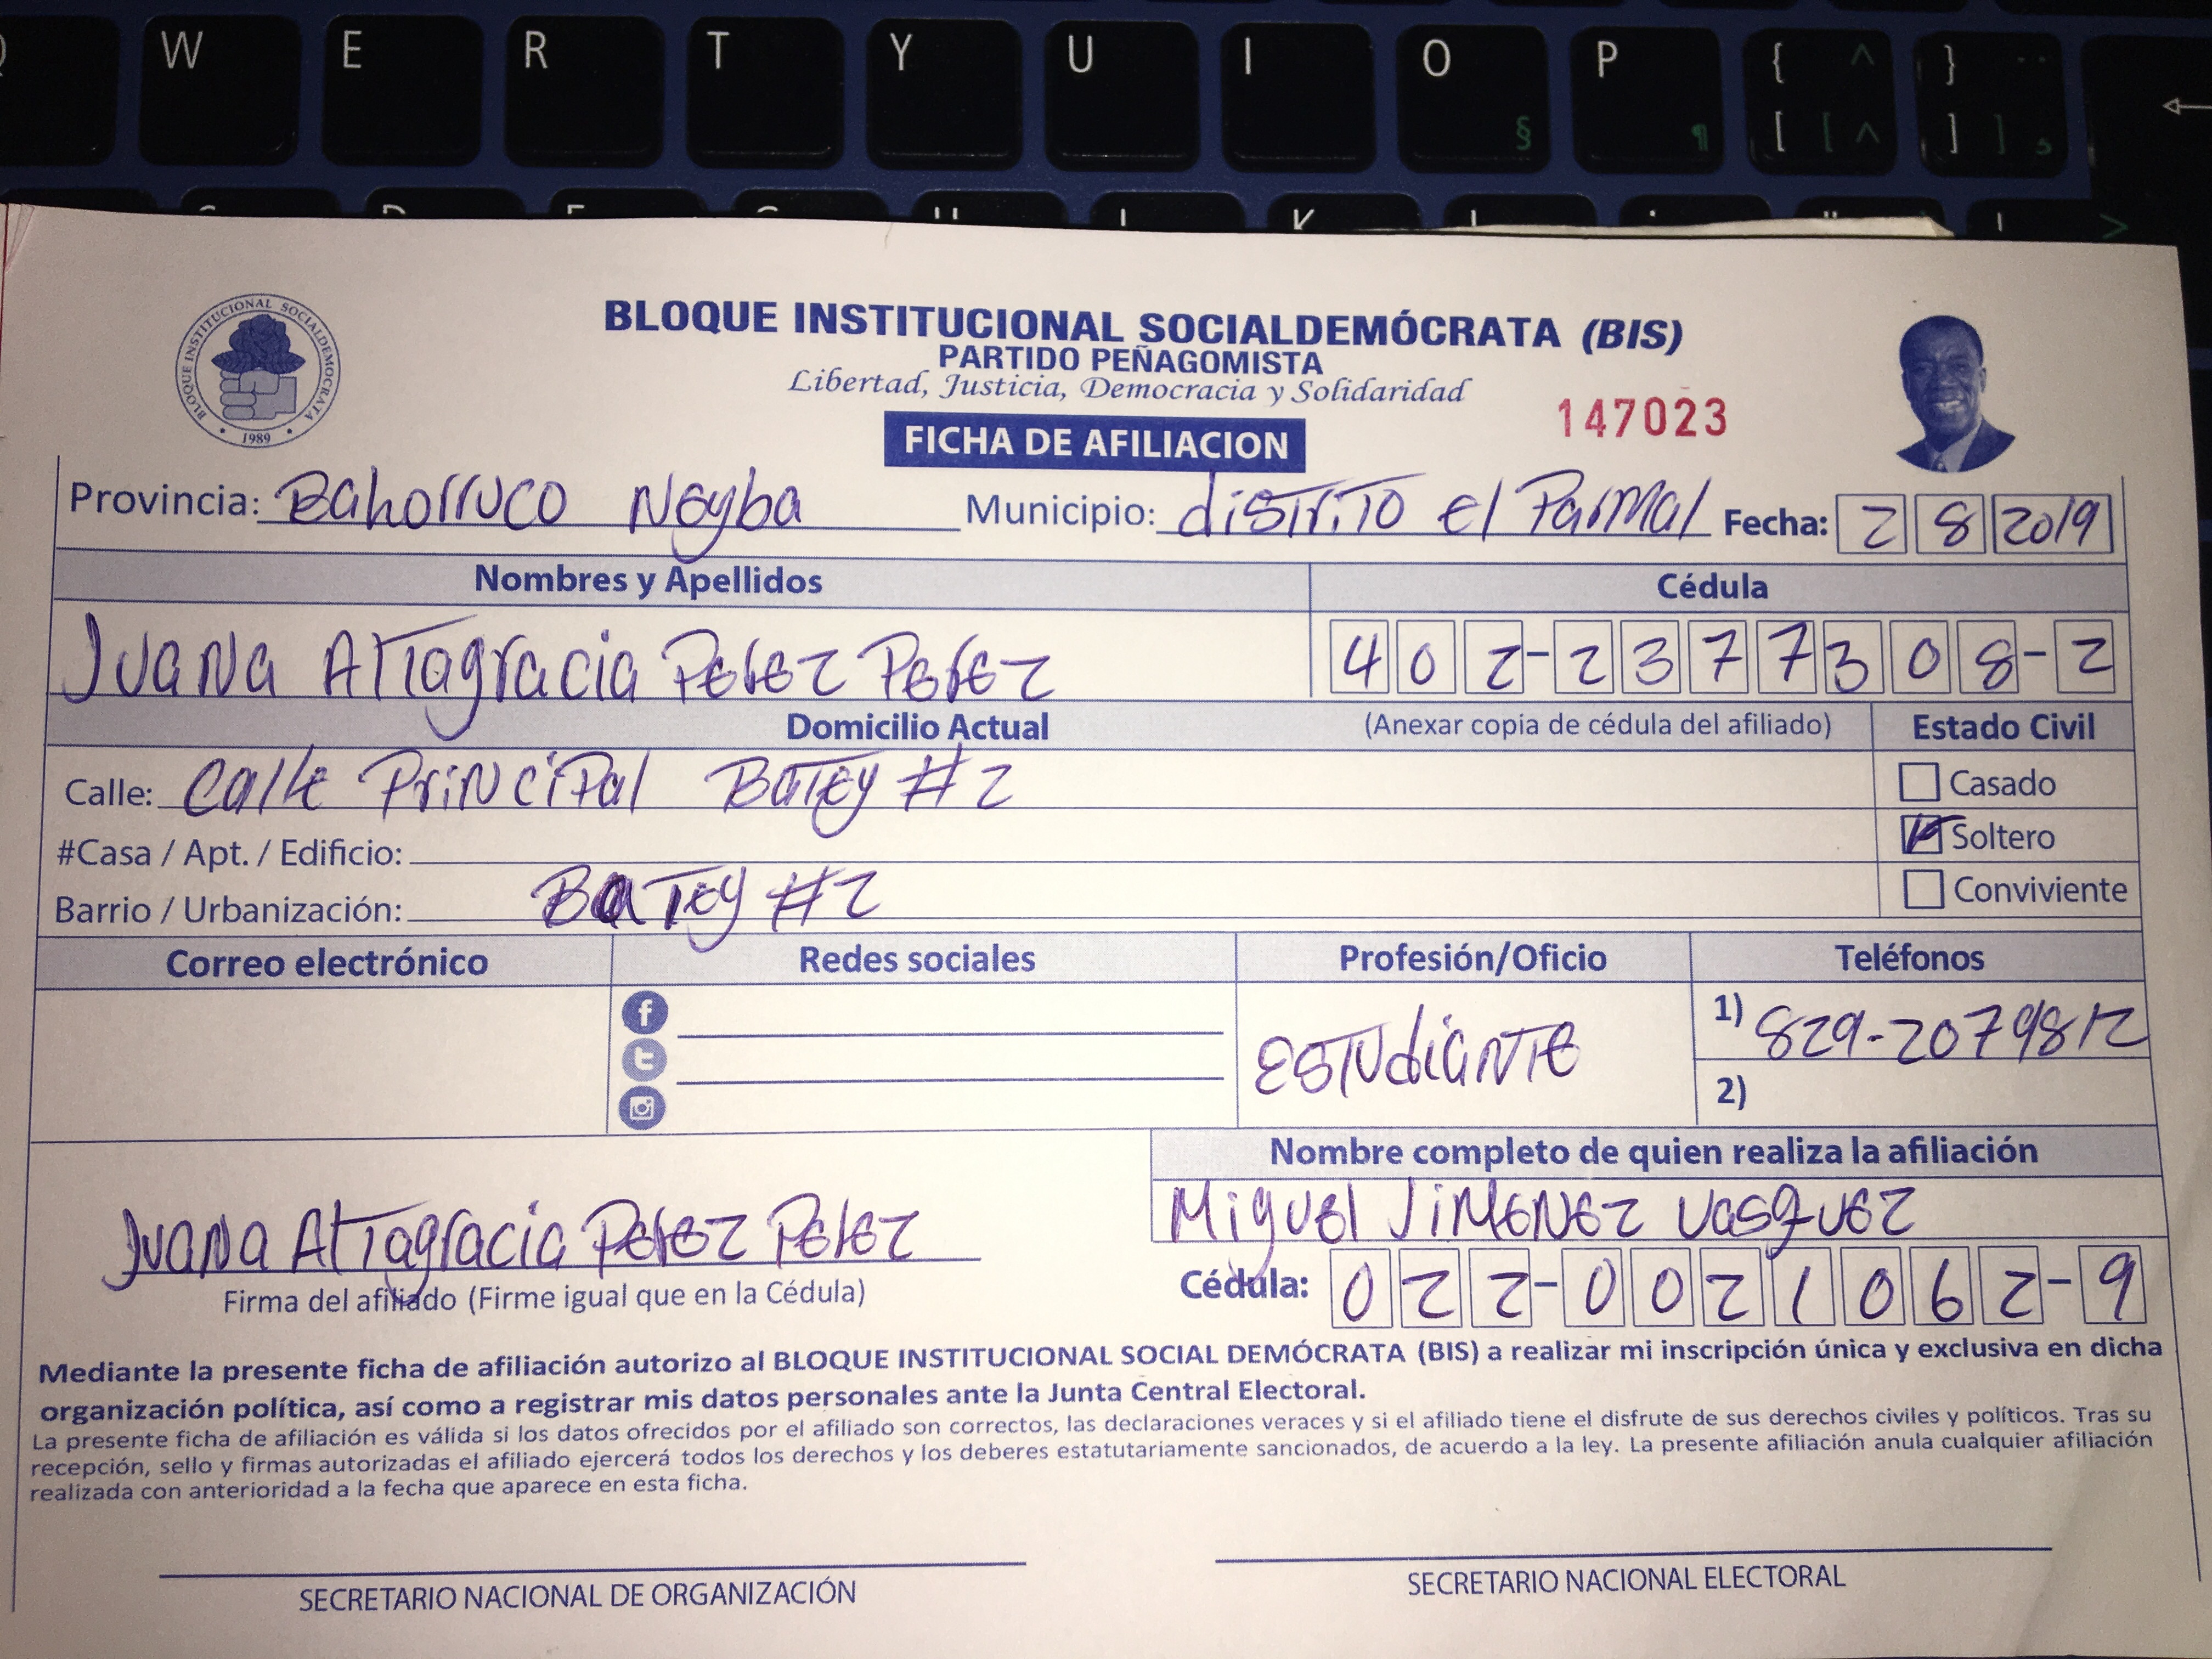 W E R T Y U I O P { ^ }
§ ¶ [ [ ^ ] ]
BLOQUE INSTITUCIONAL SOCIALDEMOCRATA
1989
BLOQUE INSTITUCIONAL SOCIALDEMÓCRATA (BIS)
PARTIDO PEÑAGOMISTA
Libertad, Justicia, Democracia y Solidaridad
147023
FICHA DE AFILIACION
Provincia: Bahorruco Neyba Municipio: distrito el Parmal Fecha: 2 8 2019
Nombres y Apellidos Cédula
Juana Altagracia Perez Perez 402-2377308-2
Domicilio Actual (Anexar copia de cédula del afiliado) Estado Civil
Calle: Calle Principal Batey #2 Casado
#Casa / Apt. / Edificio: Soltero
Barrio / Urbanización: Batey #2 Conviviente
Correo electrónico Redes sociales Profesión/Oficio Teléfonos
Estudiante 1) 829-2079812
2)
Nombre completo de quien realiza la afiliación
Juana Altagracia Perez Perez Miguel Jimenez Vasquez
Firma del afiliado (Firme igual que en la Cédula) Cédula: 022-0021062-9
Mediante la presente ficha de afiliación autorizo al BLOQUE INSTITUCIONAL SOCIAL DEMÓCRATA (BIS) a realizar mi inscripción única y exclusiva en dicha
organización política, así como a registrar mis datos personales ante la Junta Central Electoral.
La presente ficha de afiliación es válida si los datos ofrecidos por el afiliado son correctos, las declaraciones veraces y si el afiliado tiene el disfrute de sus derechos civiles y políticos. Tras su
recepción, sello y firmas autorizadas el afiliado ejercerá todos los derechos y los deberes estatutariamente sancionados, de acuerdo a la ley. La presente afiliación anula cualquier afiliación
realizada con anterioridad a la fecha que aparece en esta ficha.
SECRETARIO NACIONAL DE ORGANIZACIÓN SECRETARIO NACIONAL ELECTORAL